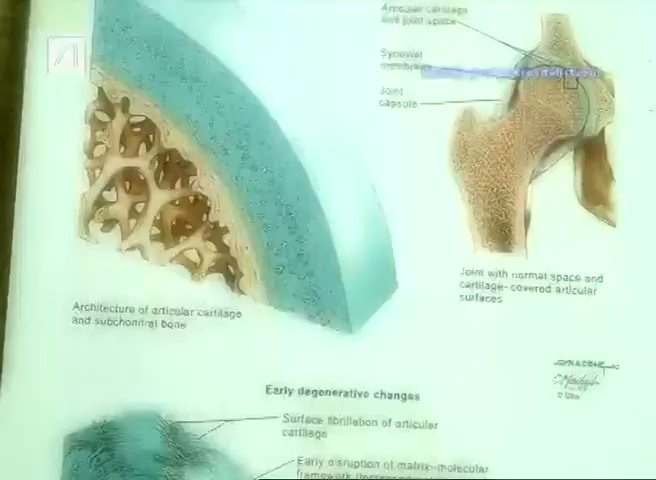 Articular cartilage
and joint space
Synovial
membrane
Joint
capsule
Joint with normal space and
cartilage-covered articular
surfaces
Architecture of articular cartilage
and subchondral bone
Early degenerative changes
Surface fibrillation of articular
cartilage
Early disruption of matrix-molecular
framework